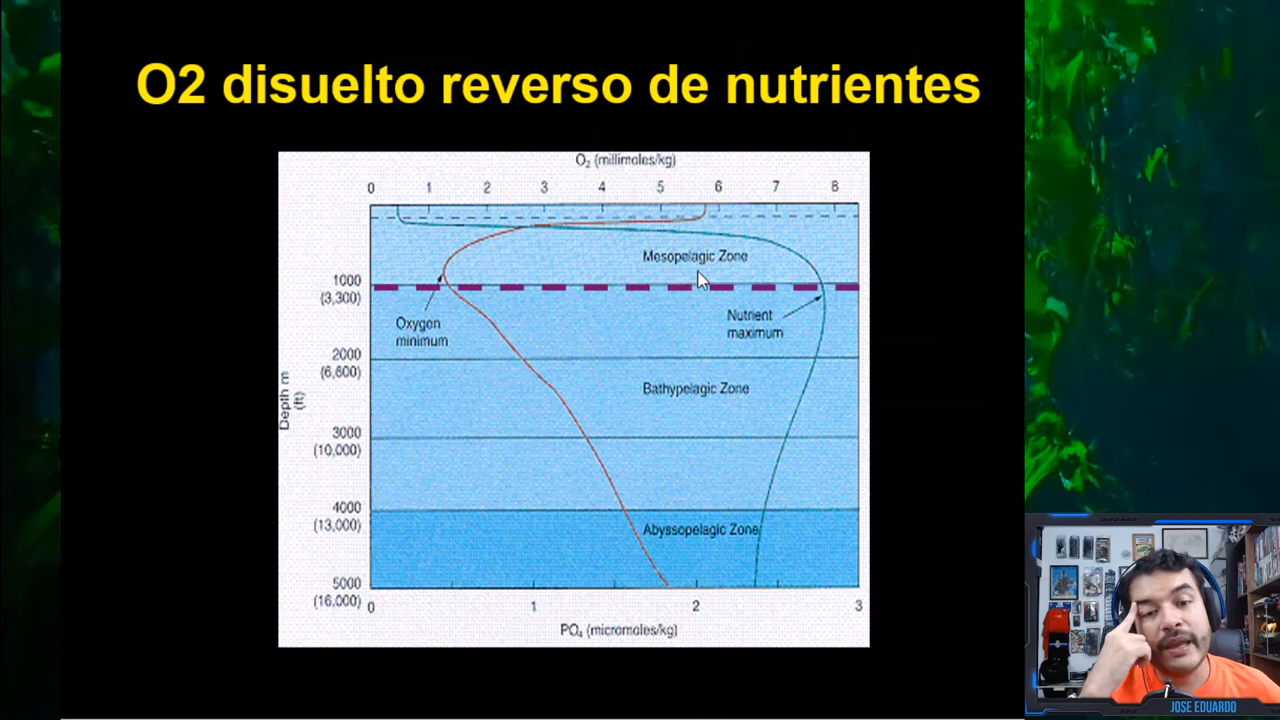 O2 disuelto reverso de nutrientes
O₂ (millimoles/kg)
0 1 2 3 4 5 6 7 8
Mesopelagic Zone
1000
(3,300)
Nutrient
maximum
Oxygen
minimum
2000
(6,600)
Bathypelagic Zone
Depth m
(ft)
3000
(10,000)
4000
(13,000)
Abyssopelagic Zone
5000
(16,000)
0 1 2 3
PO₄ (micromoles/kg)
JOSE EDUARDO